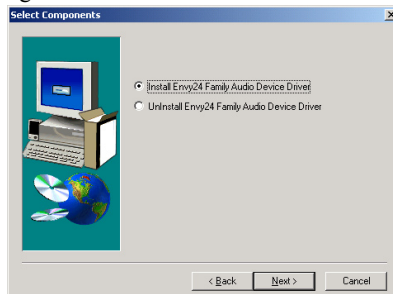 Select Components
Install Envy24 Family Audio Device Driver
UnInstall Envy24 Family Audio Device Driver
< Back Next > Cancel